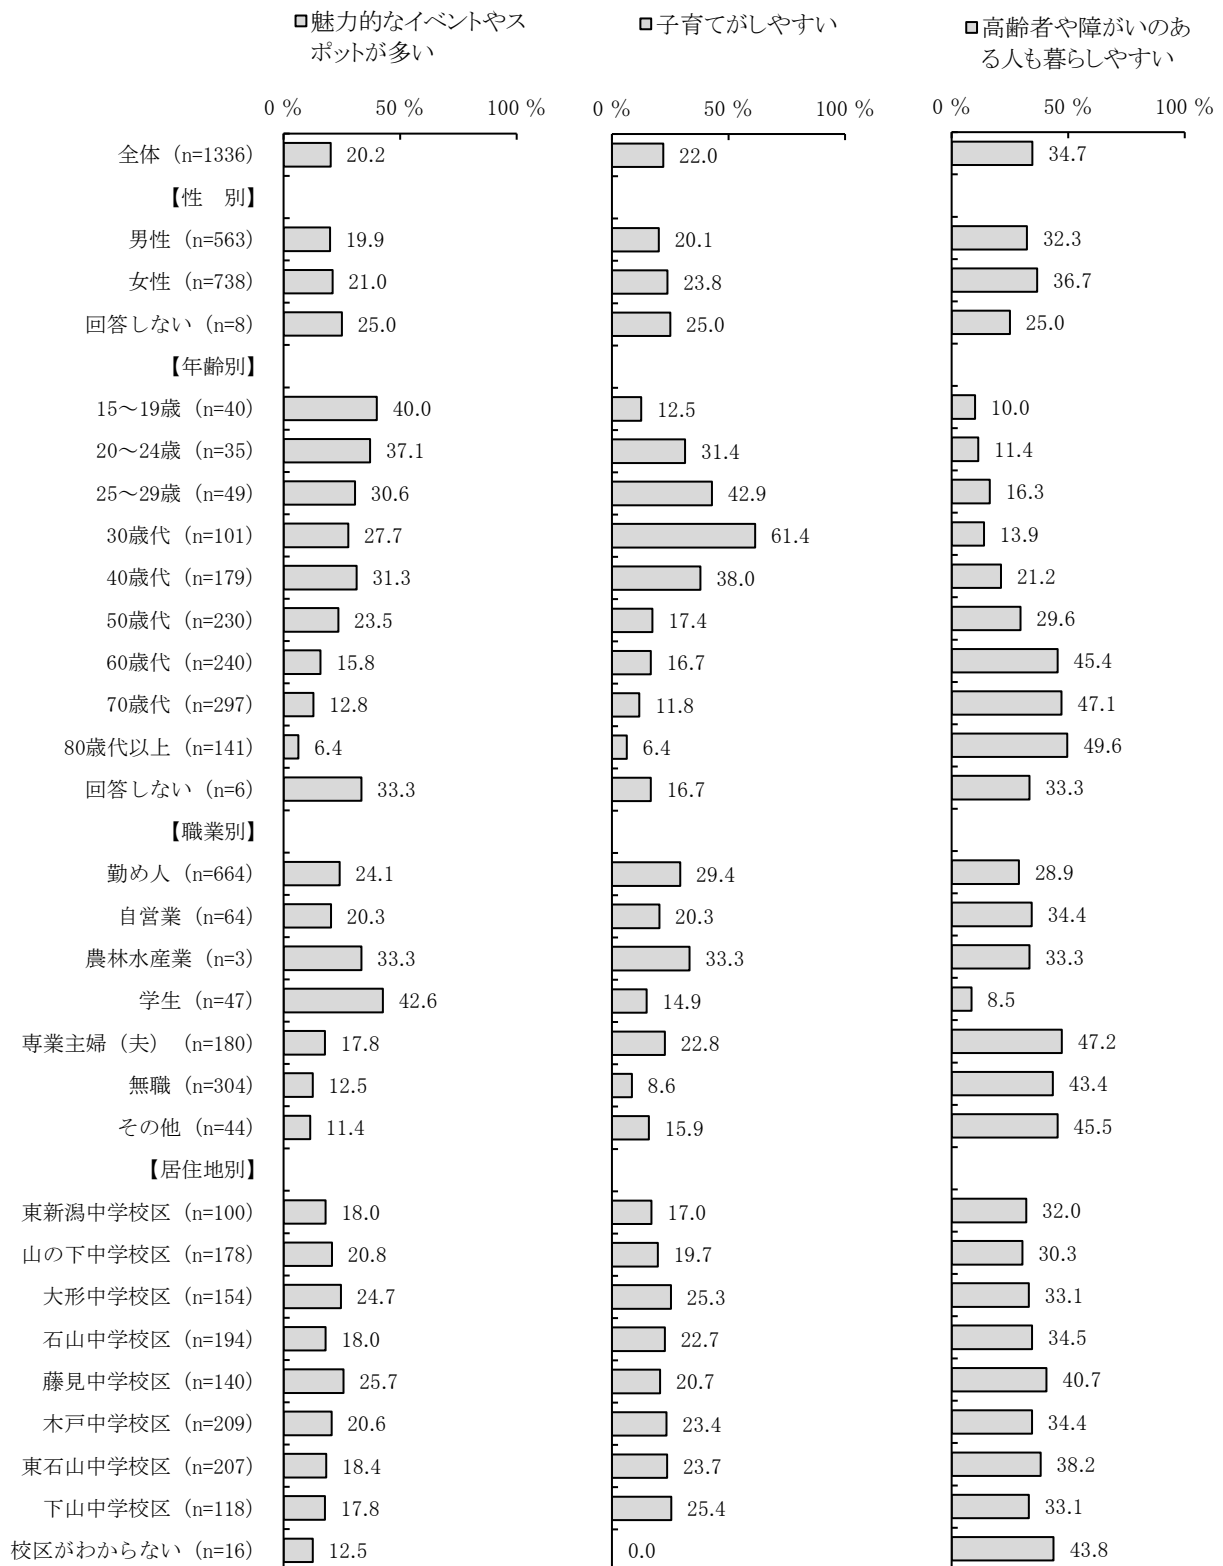 魅力的なイベントやス
ポットが多い
子育てがしやすい
高齢者や障がいのあ
る人も暮らしやすい
0 % 50 % 100 % 0 % 50 % 100 % 0 % 50 % 100 %
全体 (n=1336) 20.2 22.0 34.7
【性　別】
男性 (n=563) 19.9 20.1 32.3
女性 (n=738) 21.0 23.8 36.7
回答しない (n=8) 25.0 25.0 25.0
【年齢別】
15～19歳 (n=40) 40.0 12.5 10.0
20～24歳 (n=35) 37.1 31.4 11.4
25～29歳 (n=49) 30.6 42.9 16.3
30歳代 (n=101) 27.7 61.4 13.9
40歳代 (n=179) 31.3 38.0 21.2
50歳代 (n=230) 23.5 17.4 29.6
60歳代 (n=240) 15.8 16.7 45.4
70歳代 (n=297) 12.8 11.8 47.1
80歳代以上 (n=141) 6.4 6.4 49.6
回答しない (n=6) 33.3 16.7 33.3
【職業別】
勤め人 (n=664) 24.1 29.4 28.9
自営業 (n=64) 20.3 20.3 34.4
農林水産業 (n=3) 33.3 33.3 33.3
学生 (n=47) 42.6 14.9 8.5
専業主婦（夫） (n=180) 17.8 22.8 47.2
無職 (n=304) 12.5 8.6 43.4
その他 (n=44) 11.4 15.9 45.5
【居住地別】
東新潟中学校区 (n=100) 18.0 17.0 32.0
山の下中学校区 (n=178) 20.8 19.7 30.3
大形中学校区 (n=154) 24.7 25.3 33.1
石山中学校区 (n=194) 18.0 22.7 34.5
藤見中学校区 (n=140) 25.7 20.7 40.7
木戸中学校区 (n=209) 20.6 23.4 34.4
東石山中学校区 (n=207) 18.4 23.7 38.2
下山中学校区 (n=118) 17.8 25.4 33.1
校区がわからない (n=16) 12.5 0.0 43.8